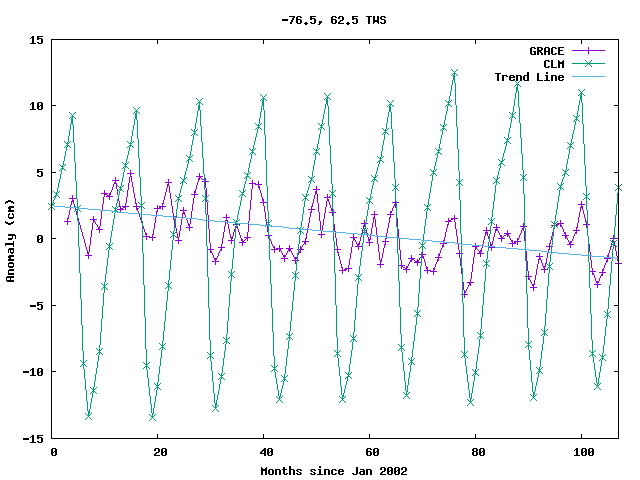 -76.5, 62.5 TWS
GRACE
CLM
Trend Line
15
10
5
0
-5
-10
-15
Anomaly (cm)
0 20 40 60 80 100
Months since Jan 2002